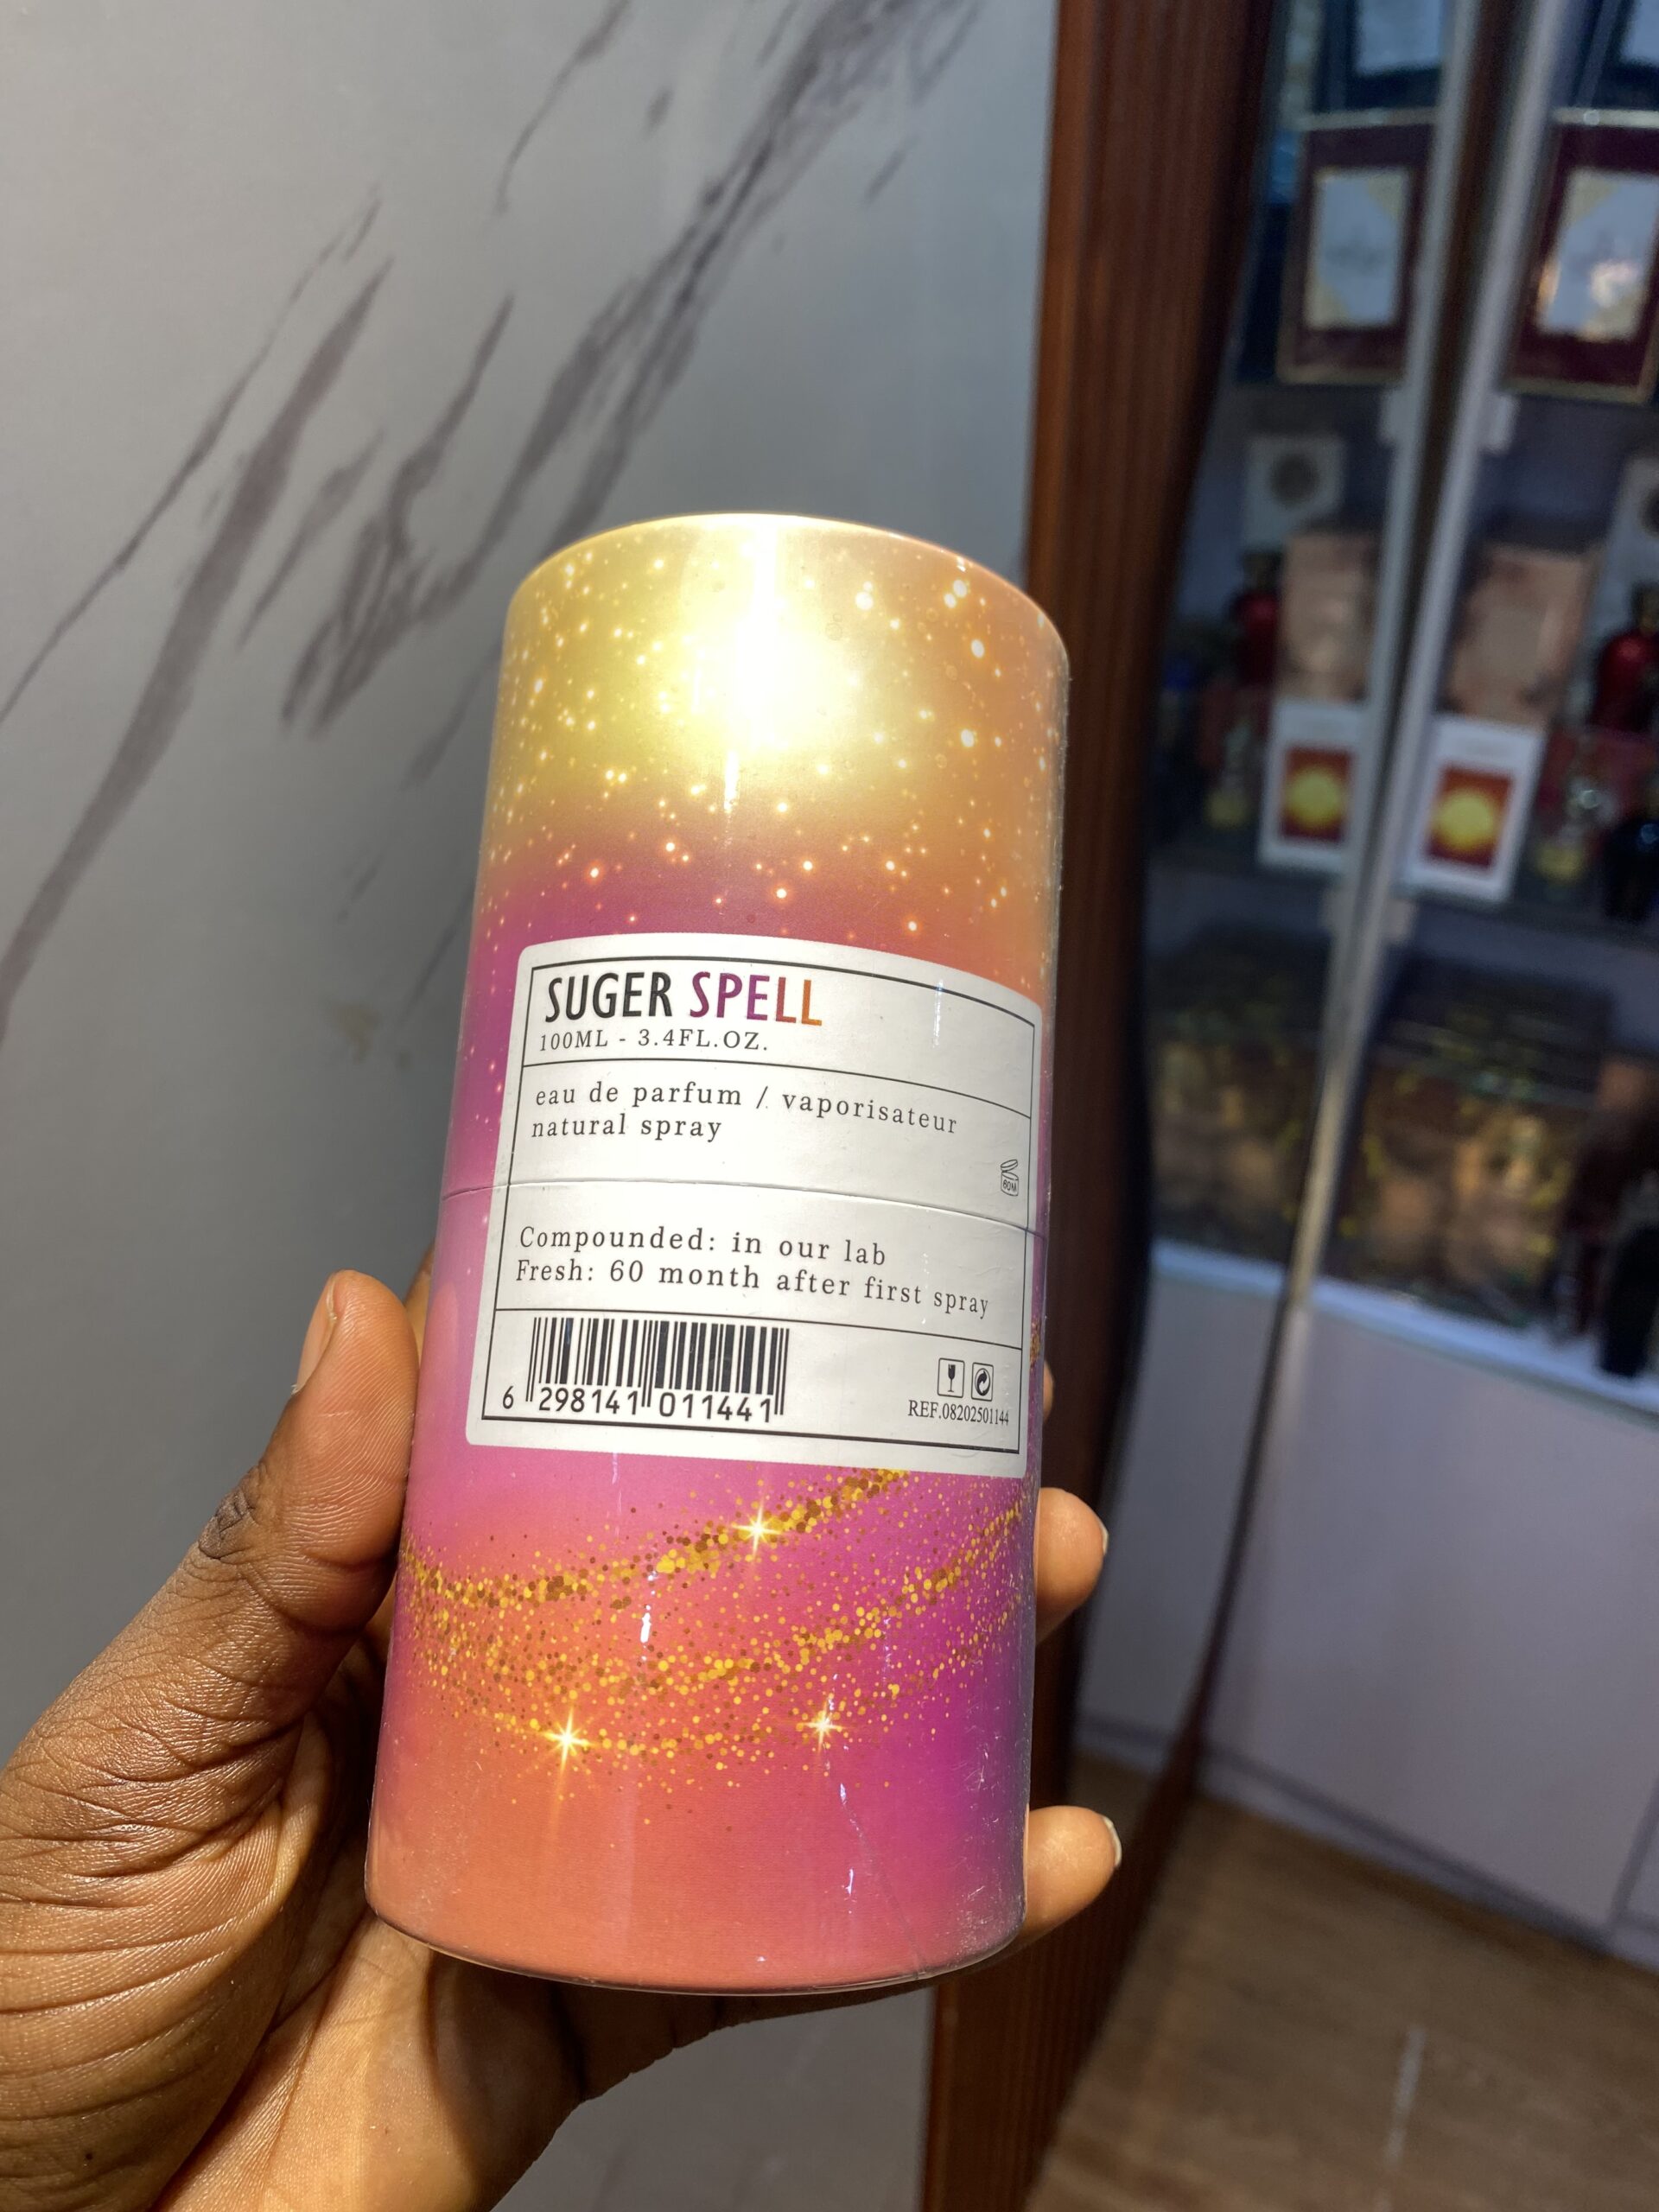 SUGER SPELL
100ML - 3.4FL.OZ.
eau de parfum / vaporisateur
natural spray
60M
Compounded: in our lab
Fresh: 60 month after first spray
6 298141 011441
REF.08202501144